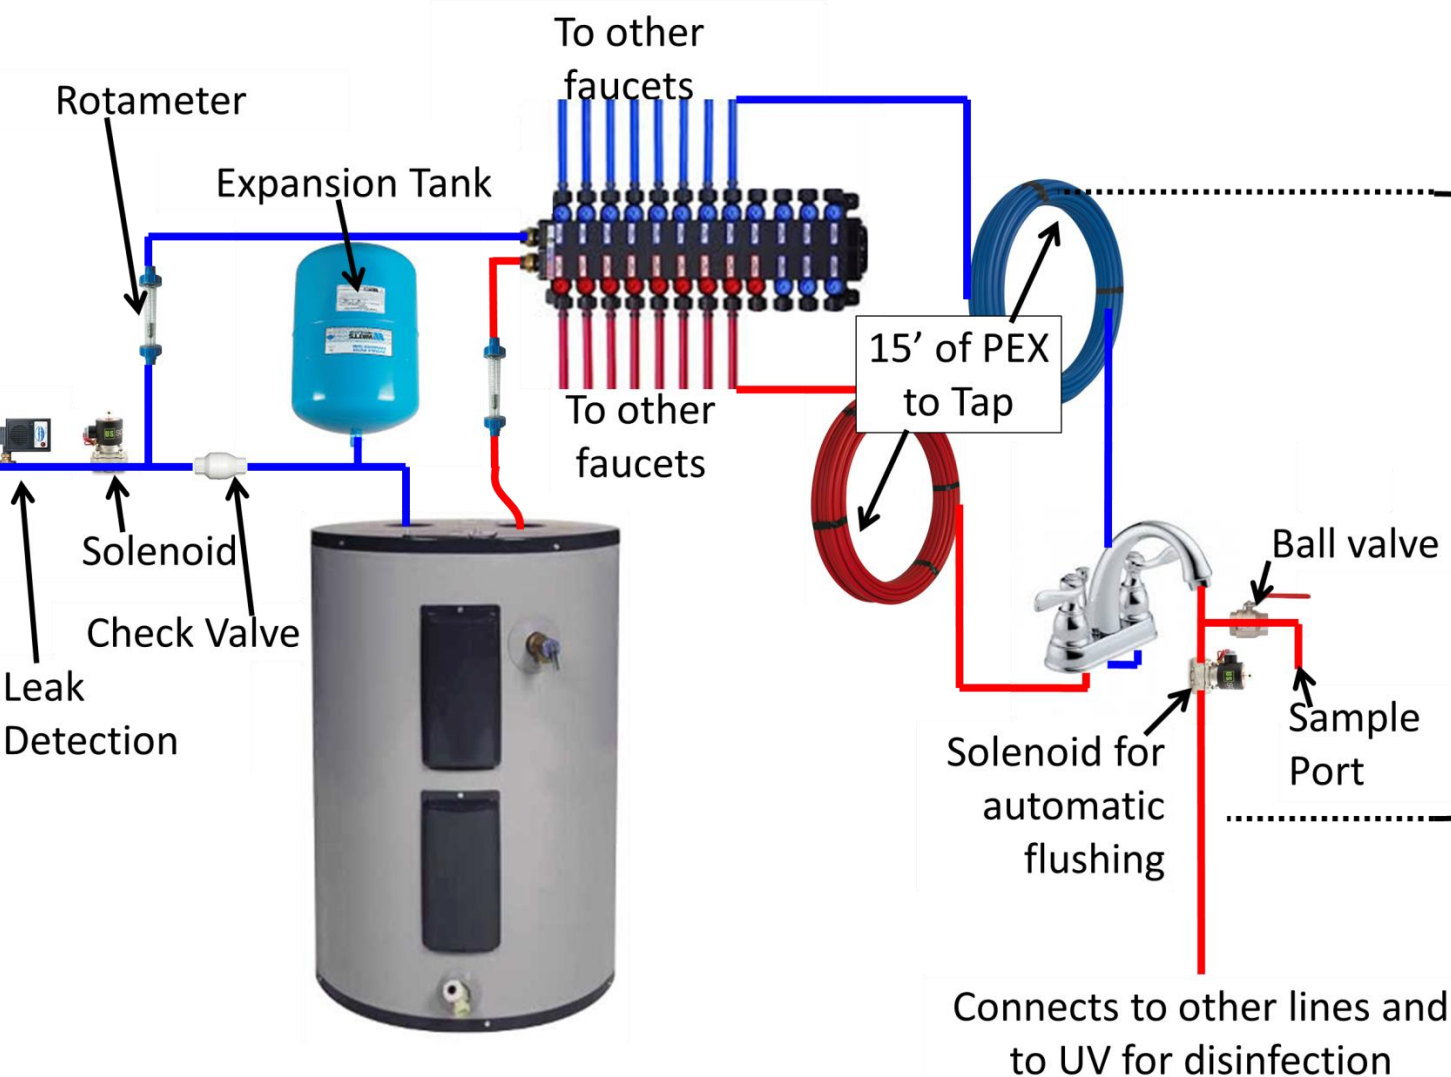 To other
faucets
Rotameter
Expansion Tank
15’ of PEX
to Tap
To other
faucets
Solenoid
Check Valve
Leak
Detection
Ball valve
Sample
Port
Solenoid for
automatic
flushing
Connects to other lines and
to UV for disinfection